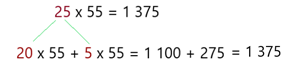 25 x 55 = 1 375
20 x 55 + 5 x 55 = 1 100 + 275 = 1 375